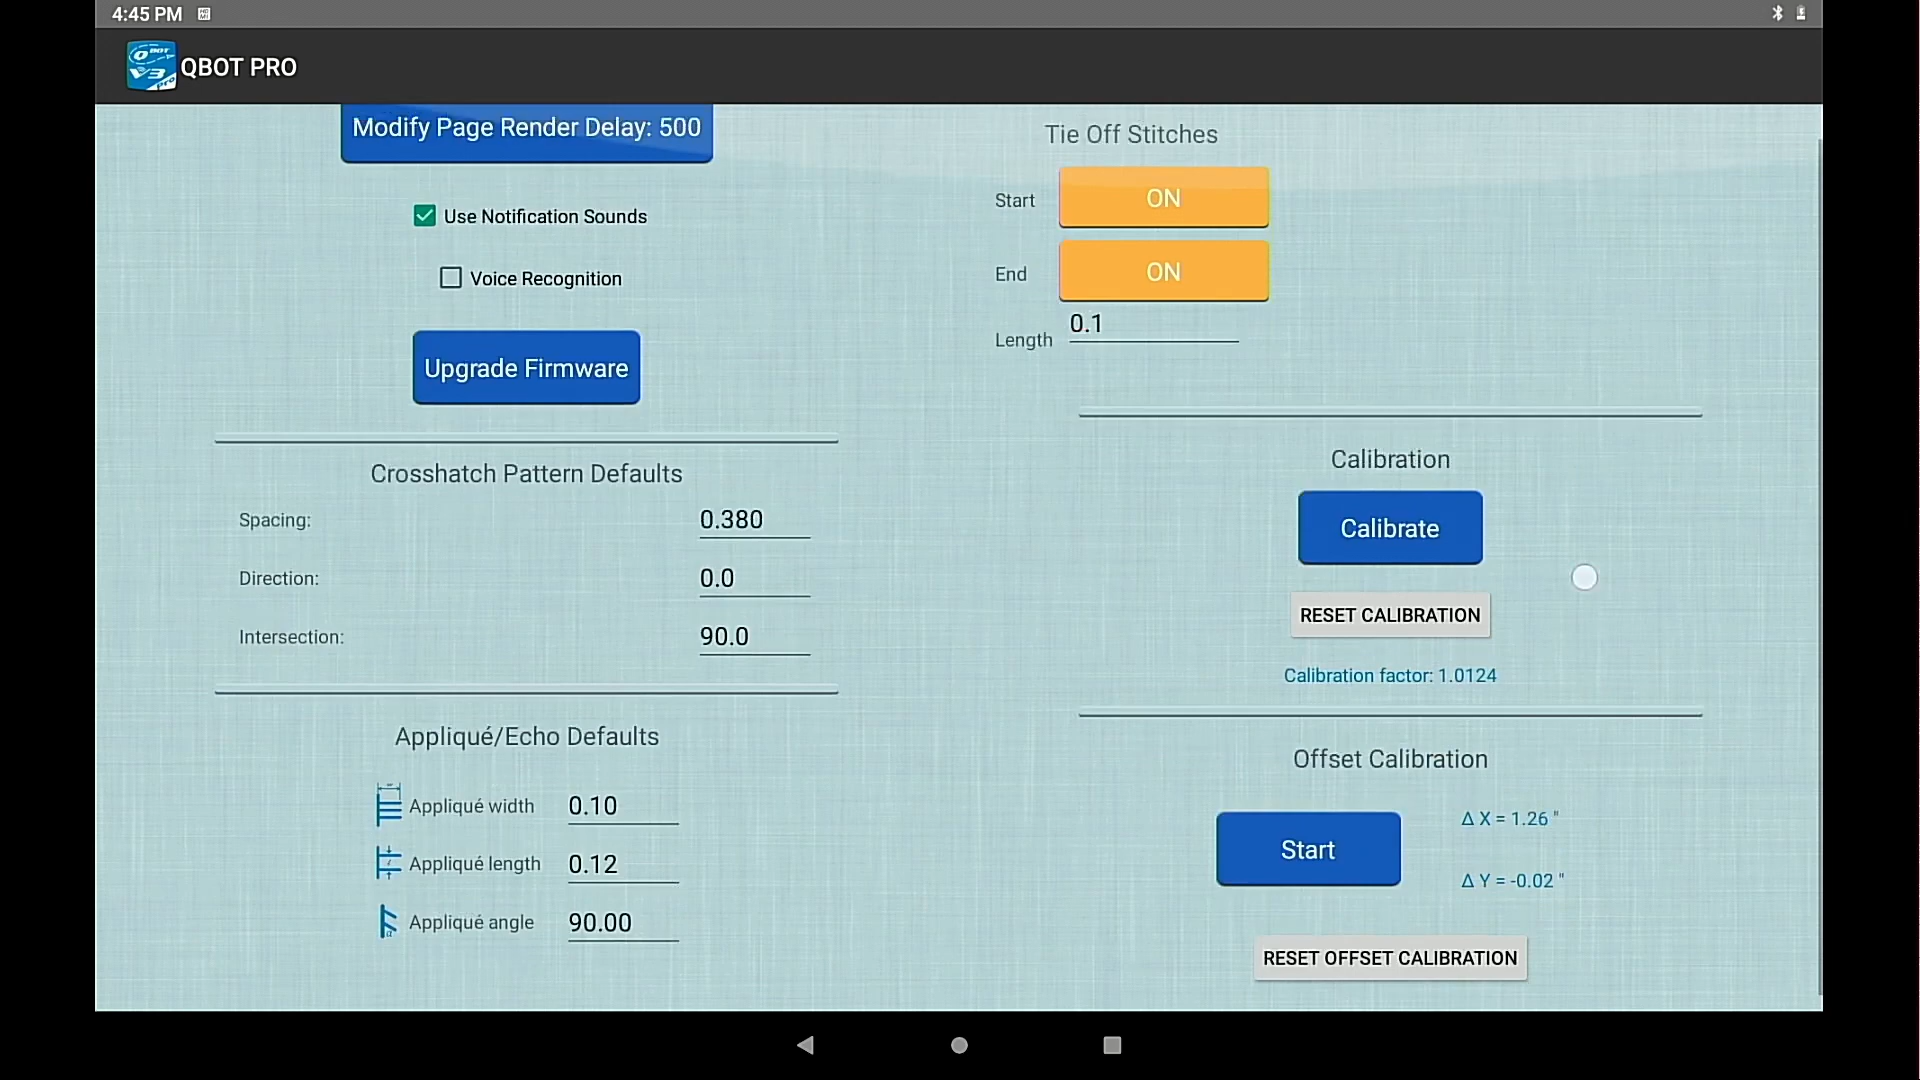 4:45 PM
QBOT PRO
Modify Page Render Delay: 500
Use Notification Sounds
Voice Recognition
Upgrade Firmware
Crosshatch Pattern Defaults
Spacing: 0.380
Direction: 0.0
Intersection: 90.0
Appliqué/Echo Defaults
Appliqué width 0.10
Appliqué length 0.12
Appliqué angle 90.00
Tie Off Stitches
Start ON
End ON
Length 0.1
Calibration
Calibrate
RESET CALIBRATION
Calibration factor: 1.0124
Offset Calibration
Start
Δ X = 1.26 "
Δ Y = -0.02 "
RESET OFFSET CALIBRATION